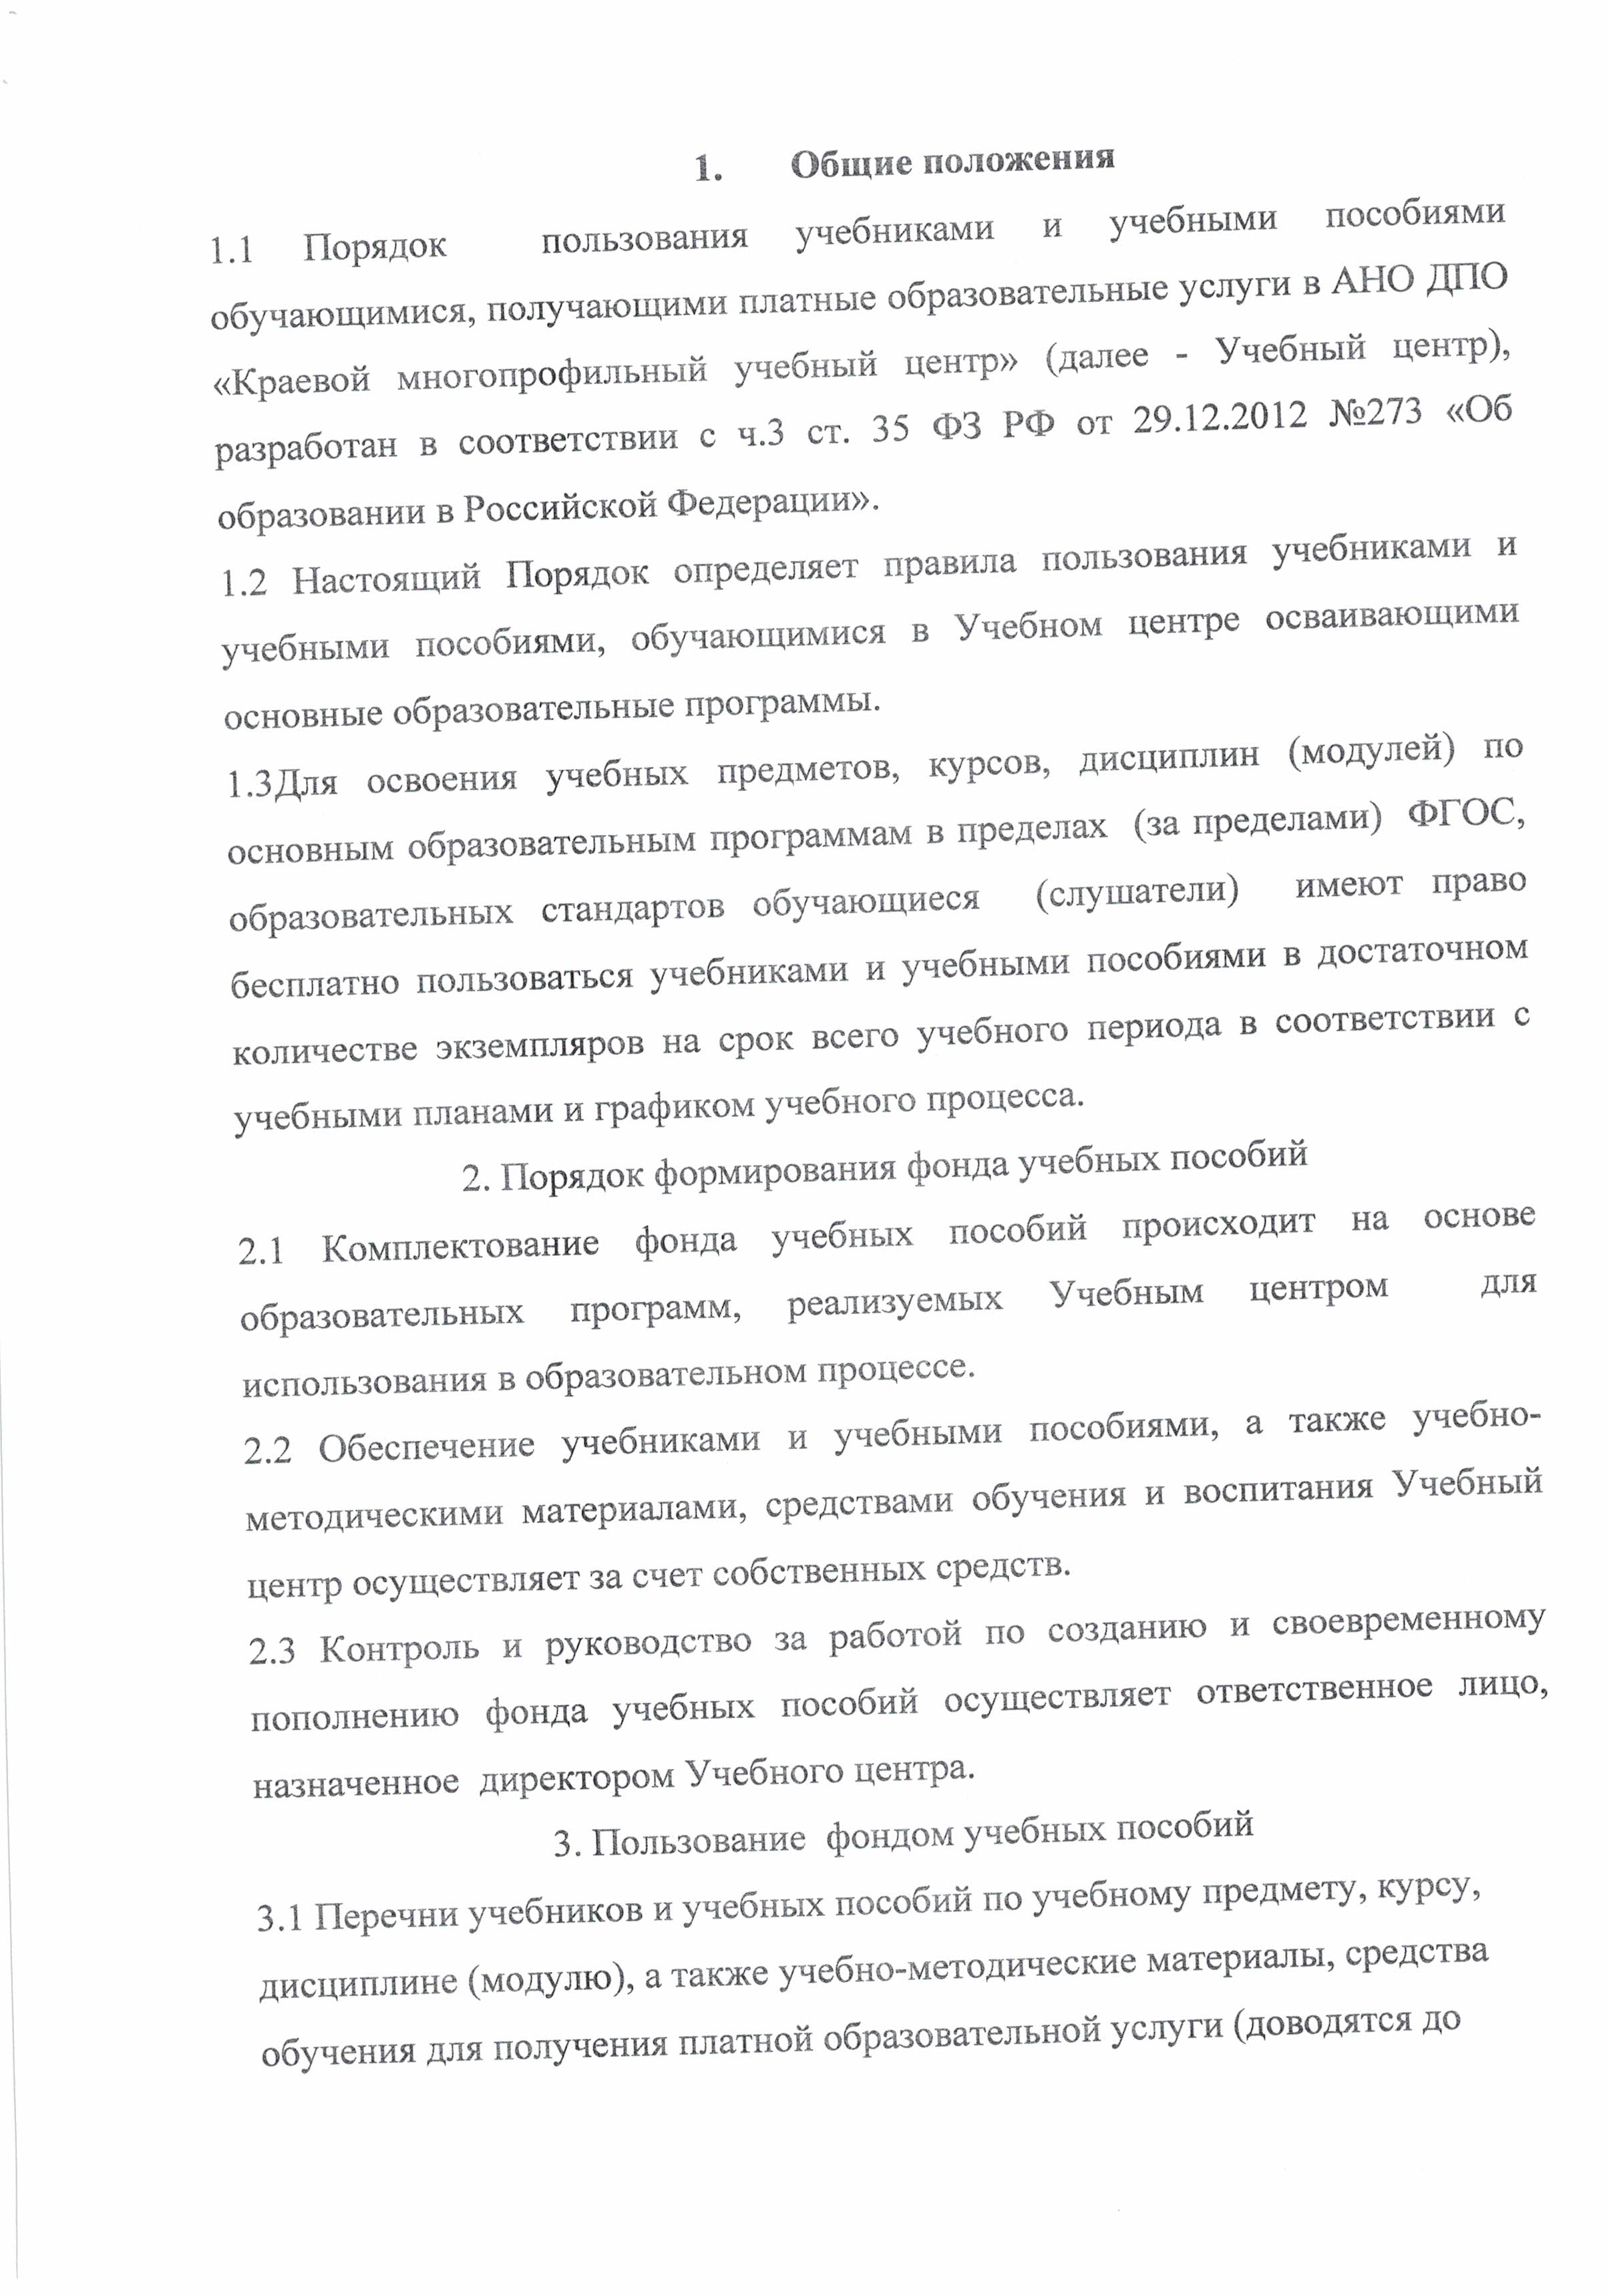 1. Общие положения
1.1 Порядок пользования учебниками и учебными пособиями
обучающимися, получающими платные образовательные услуги в АНО ДПО
«Краевой многопрофильный учебный центр» (далее - Учебный центр),
разработан в соответствии с ч.3 ст. 35 ФЗ РФ от 29.12.2012 №273 «Об
образовании в Российской Федерации».
1.2 Настоящий Порядок определяет правила пользования учебниками и
учебными пособиями, обучающимися в Учебном центре осваивающими
основные образовательные программы.
1.3Для освоения учебных предметов, курсов, дисциплин (модулей) по
основным образовательным программам в пределах (за пределами) ФГОС,
образовательных стандартов обучающиеся (слушатели) имеют право
бесплатно пользоваться учебниками и учебными пособиями в достаточном
количестве экземпляров на срок всего учебного периода в соответствии с
учебными планами и графиком учебного процесса.
2. Порядок формирования фонда учебных пособий
2.1 Комплектование фонда учебных пособий происходит на основе
образовательных программ, реализуемых Учебным центром для
использования в образовательном процессе.
2.2 Обеспечение учебниками и учебными пособиями, а также учебно-
методическими материалами, средствами обучения и воспитания Учебный
центр осуществляет за счет собственных средств.
2.3 Контроль и руководство за работой по созданию и своевременному
пополнению фонда учебных пособий осуществляет ответственное лицо,
назначенное директором Учебного центра.
3. Пользование фондом учебных пособий
3.1 Перечни учебников и учебных пособий по учебному предмету, курсу,
дисциплине (модулю), а также учебно-методические материалы, средства
обучения для получения платной образовательной услуги (доводятся до